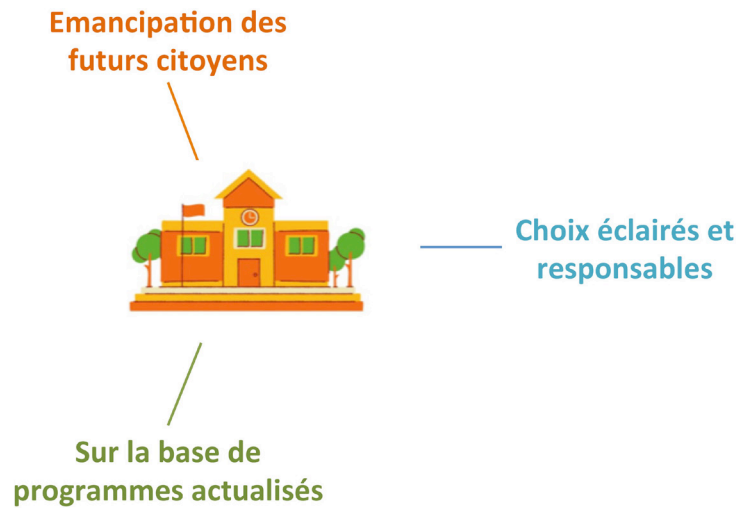 Emancipation des
futurs citoyens
Choix éclairés et
responsables
Sur la base de
programmes actualisés